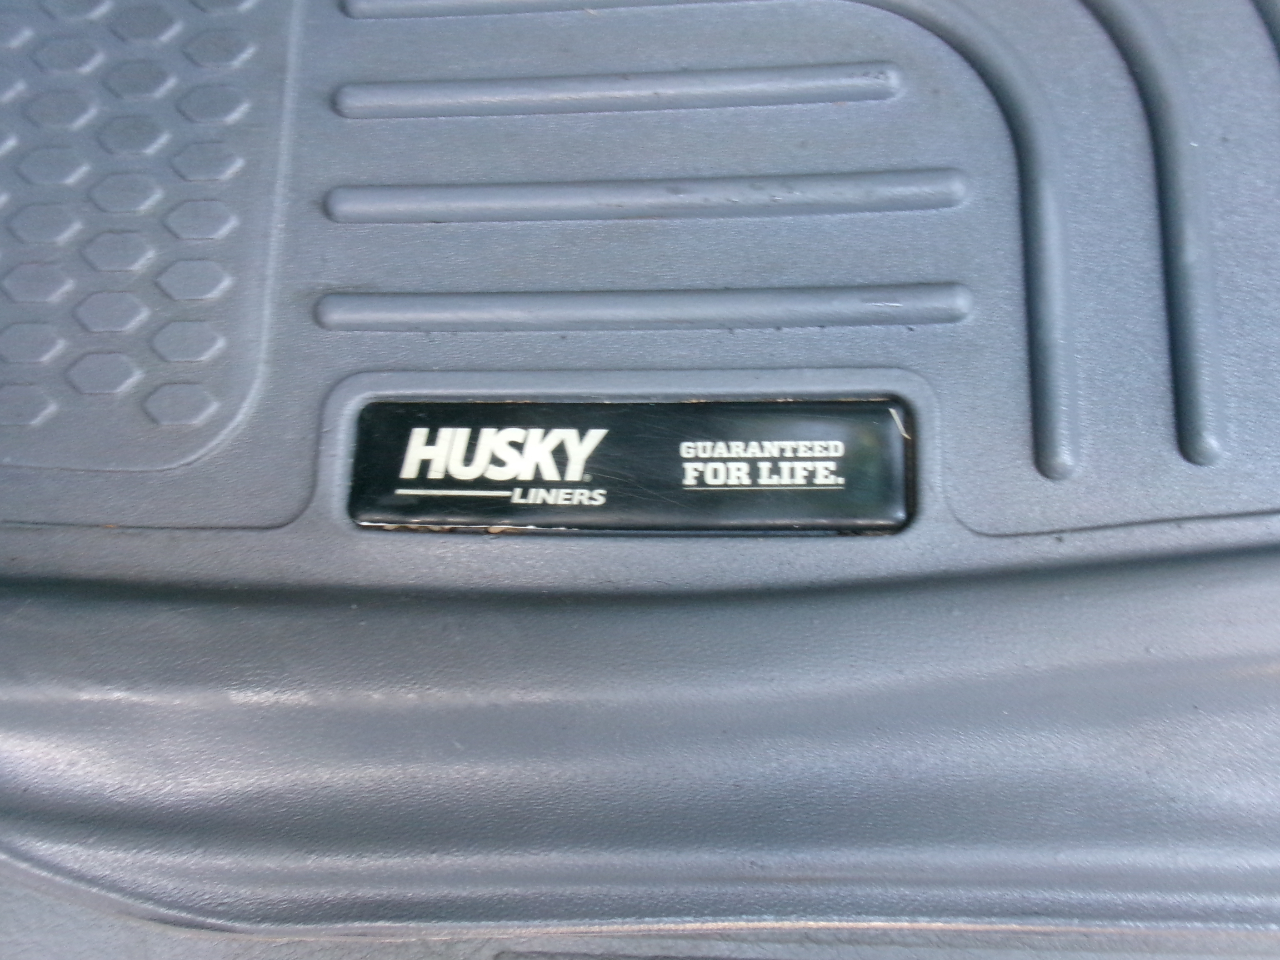 HUSKY
LINERS
GUARANTEED
FOR LIFE.